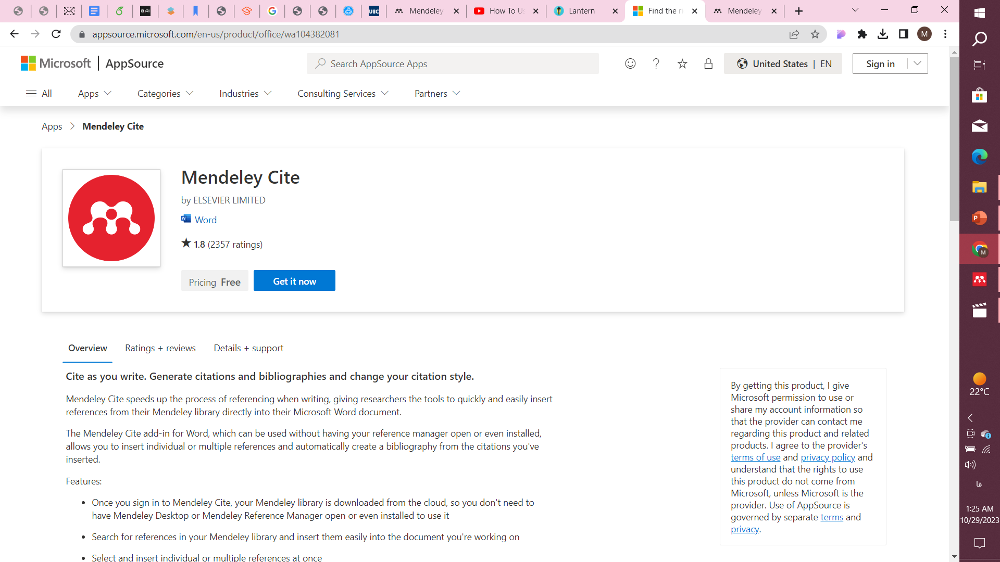 UBC
Mendeley
How To Us
Lantern
Find the ri
Mendeley
appsource.microsoft.com/en-us/product/office/wa104382081
M
Microsoft | AppSource
Search AppSource Apps
United States | EN
Sign in
All
Apps
Categories
Industries
Consulting Services
Partners
Apps > Mendeley Cite
Mendeley Cite
by ELSEVIER LIMITED
Word
★ 1.8 (2357 ratings)
Pricing Free
Get it now
Overview
Ratings + reviews
Details + support
Cite as you write. Generate citations and bibliographies and change your citation style.
Mendeley Cite speeds up the process of referencing when writing, giving researchers the tools to quickly and easily insert
references from their Mendeley library directly into their Microsoft Word document.
The Mendeley Cite add-in for Word, which can be used without having your reference manager open or even installed,
allows you to insert individual or multiple references and automatically create a bibliography from the citations you've
inserted.
Features:
• Once you sign in to Mendeley Cite, your Mendeley library is downloaded from the cloud, so you don't need to
have Mendeley Desktop or Mendeley Reference Manager open or even installed to use it
• Search for references in your Mendeley library and insert them easily into the document you're working on
• Select and insert individual or multiple references at once
By getting this product, I give
Microsoft permission to use or
share my account information so
that the provider can contact me
regarding this product and related
products. I agree to the provider's
terms of use and privacy policy and
understand that the rights to use
this product do not come from
Microsoft, unless Microsoft is the
provider. Use of AppSource is
governed by separate terms and
privacy.
22°C
فا
1:25 AM
10/29/2023